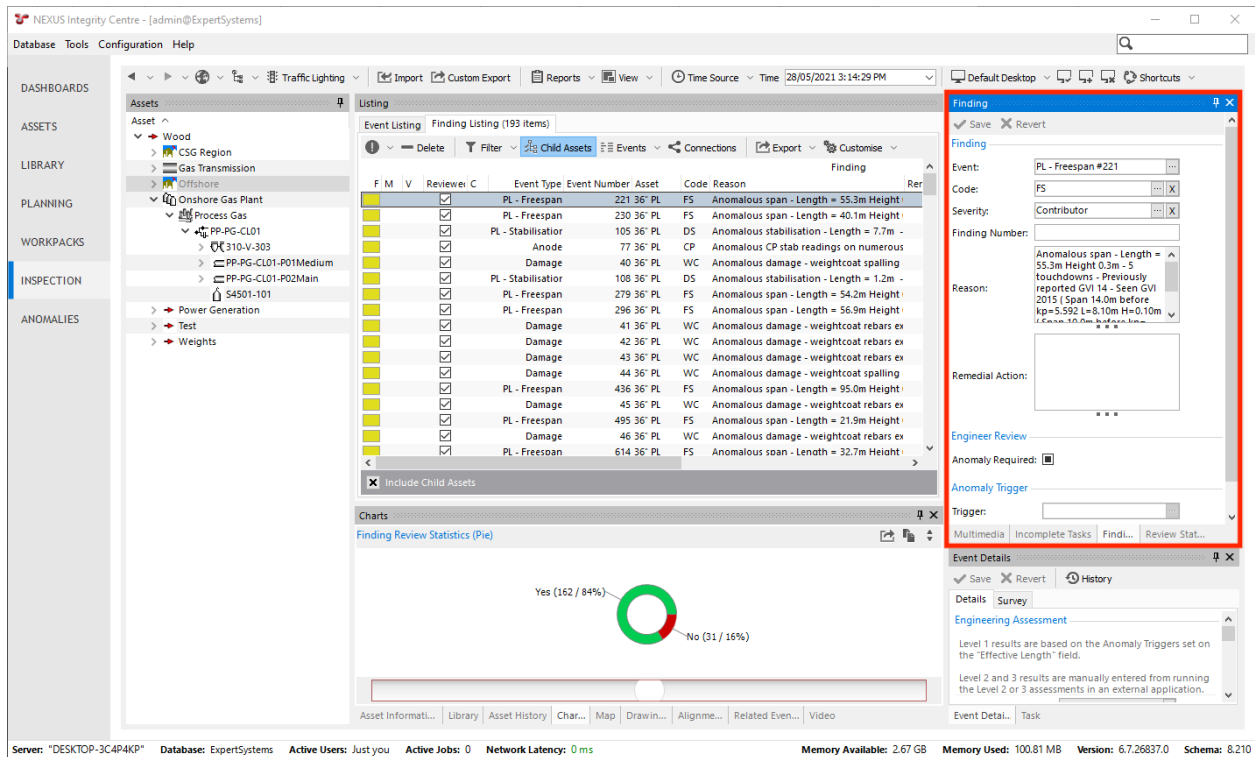 NEXUS Integrity Centre - [admin@ExpertSystems]
Database Tools Configuration Help
Traffic Lighting Import Custom Export Reports View Time Source Time 28/05/2021 3:14:29 PM Default Desktop Shortcuts
DASHBOARDS
ASSETS
LIBRARY
PLANNING
WORKPACKS
INSPECTION
ANOMALIES
Assets
Asset
Wood
CSG Region
Gas Transmission
Offshore
Onshore Gas Plant
Process Gas
PP-PG-CL01
310-V-303
PP-PG-CL01-P01Medium
PP-PG-CL01-P02Main
S4501-101
Power Generation
Test
Weights
Listing
Event Listing Finding Listing (193 items)
Delete Filter Child Assets Events Connections Export Customise
Finding
F M V Reviewe C Event Type Event Number Asset Code Reason Rer
PL - Freespan 221 36" PL FS Anomalous span - Length = 55.3m Height
PL - Freespan 230 36" PL FS Anomalous span - Length = 40.1m Height
PL - Stabilisation 105 36" PL DS Anomalous stabilisation - Length = 7.7m -
Anode 77 36" PL CP Anomalous CP stab readings on numerous
Damage 40 36" PL WC Anomalous damage - weightcoat spalling
PL - Stabilisation 108 36" PL DS Anomalous stabilisation - Length = 1.2m -
PL - Freespan 279 36" PL FS Anomalous span - Length = 54.2m Height
PL - Freespan 296 36" PL FS Anomalous span - Length = 56.9m Height
Damage 41 36" PL WC Anomalous damage - weightcoat rebars ex
Damage 42 36" PL WC Anomalous damage - weightcoat rebars ex
Damage 43 36" PL WC Anomalous damage - weightcoat rebars ex
Damage 44 36" PL WC Anomalous damage - weightcoat spalling
PL - Freespan 436 36" PL FS Anomalous span - Length = 95.0m Height
Damage 45 36" PL WC Anomalous damage - weightcoat rebars ex
PL - Freespan 495 36" PL FS Anomalous span - Length = 21.9m Height
Damage 46 36" PL WC Anomalous damage - weightcoat rebars ex
PL - Freespan 614 36" PL FS Anomalous span - Length = 32.7m Height
Include Child Assets
Charts
Finding Review Statistics (Pie)
Yes (162 / 84%)
No (31 / 16%)
Asset Informati... Library Asset History Char... Map Drawin... Alignme... Related Even... Video
Finding
Save Revert
Finding
Event: PL - Freespan #221
Code: FS X
Severity: Contributor X
Finding Number:
Reason: Anomalous span - Length =
55.3m Height 0.3m - 5
touchdowns - Previously
reported GVI 14 - Seen GVI
2015 ( Span 14.0m before
kp=5.592 L=8.10m H=0.10m
( Span 10.0m before kp=
Remedial Action:
Engineer Review
Anomaly Required:
Anomaly Trigger
Trigger:
Multimedia Incomplete Tasks Findi... Review Stat...
Event Details
Save Revert History
Details Survey
Engineering Assessment
Level 1 results are based on the Anomaly Triggers set on
the "Effective Length" field.
Level 2 and 3 results are manually entered from running
the Level 2 or 3 assessments in an external application.
Event Detai... Task
Server: "DESKTOP-3C4P4KP" Database: ExpertSystems Active Users: Just you Active Jobs: 0 Network Latency: 0 ms Memory Available: 2.67 GB Memory Used: 100.81 MB Version: 6.7.26837.0 Schema: 8.210